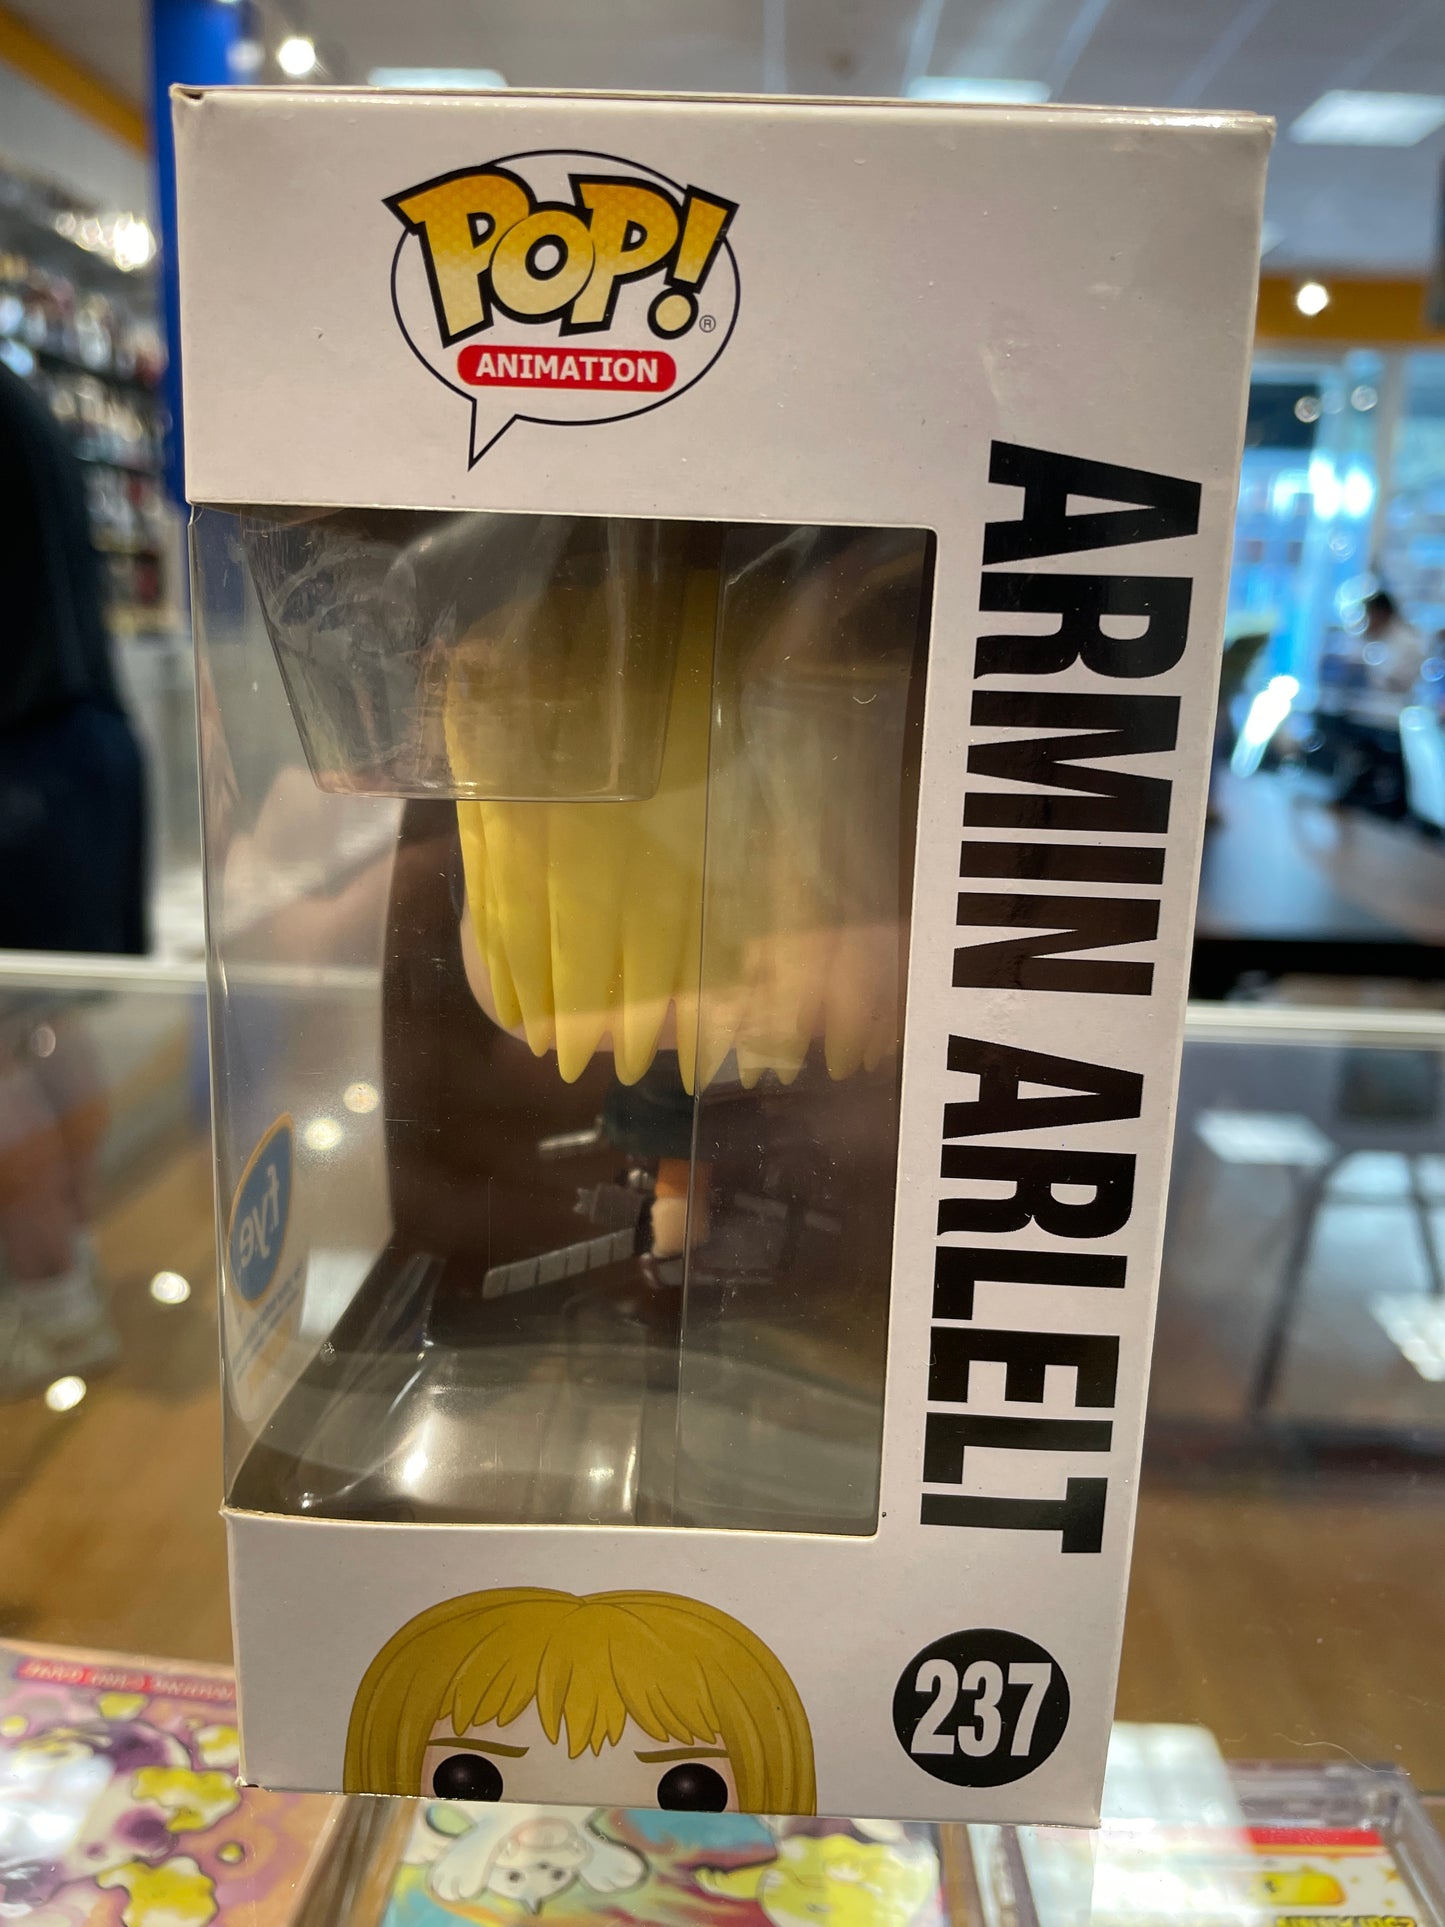 POP!
®
ANIMATION
ARMIN ARLELT
fye
237